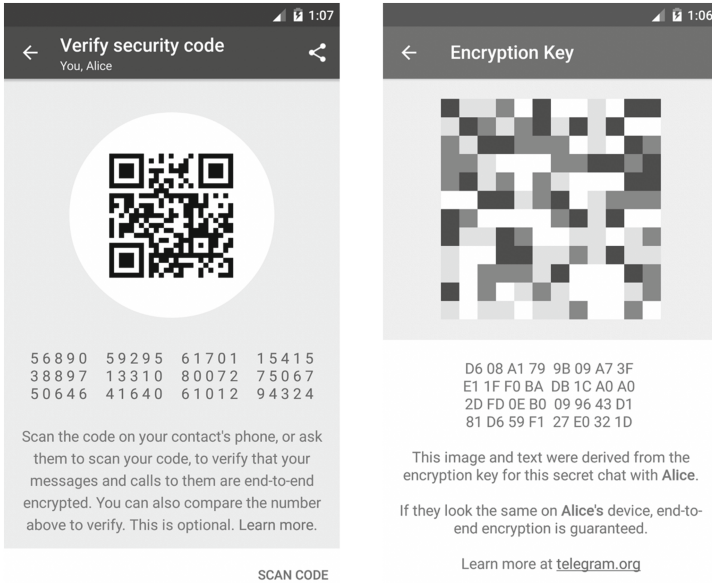 1:07
Verify security code
You, Alice
56890 59295 61701 15415
38897 13310 80072 75067
50646 41640 61012 94324
Scan the code on your contact's phone, or ask
them to scan your code, to verify that your
messages and calls to them are end-to-end
encrypted. You can also compare the number
above to verify. This is optional. Learn more.
SCAN CODE
1:06
Encryption Key
D6 08 A1 79 9B 09 A7 3F
E1 1F F0 BA DB 1C A0 A0
2D FD 0E B0 09 96 43 D1
81 D6 59 F1 27 E0 32 1D
This image and text were derived from the
encryption key for this secret chat with Alice.
If they look the same on Alice's device, end-to-
end encryption is guaranteed.
Learn more at telegram.org